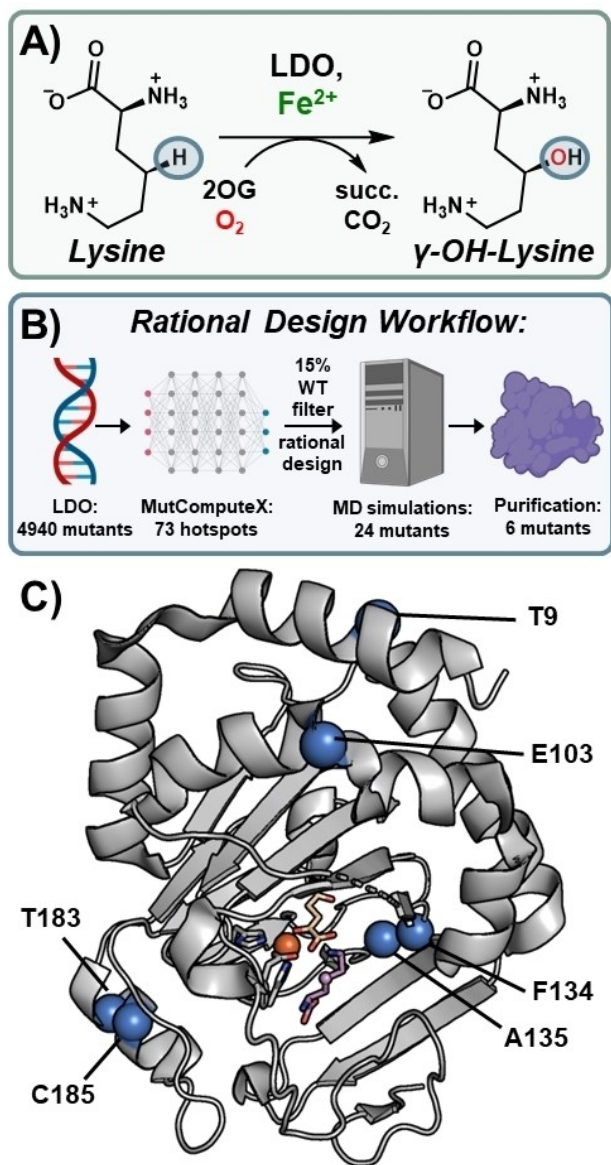 A)
O
⁻O
NH₃⁺
H
H₃N⁺
Lysine
LDO,
Fe²⁺
2OG
O₂
succ.
CO₂
O
⁻O
NH₃⁺
OH
H₃N⁺
γ-OH-Lysine
B)
Rational Design Workflow:
15%
WT
filter
rational
design
LDO:
4940 mutants
MutComputeX:
73 hotspots
MD simulations:
24 mutants
Purification:
6 mutants
C)
T9
E103
T183
F134
A135
C185